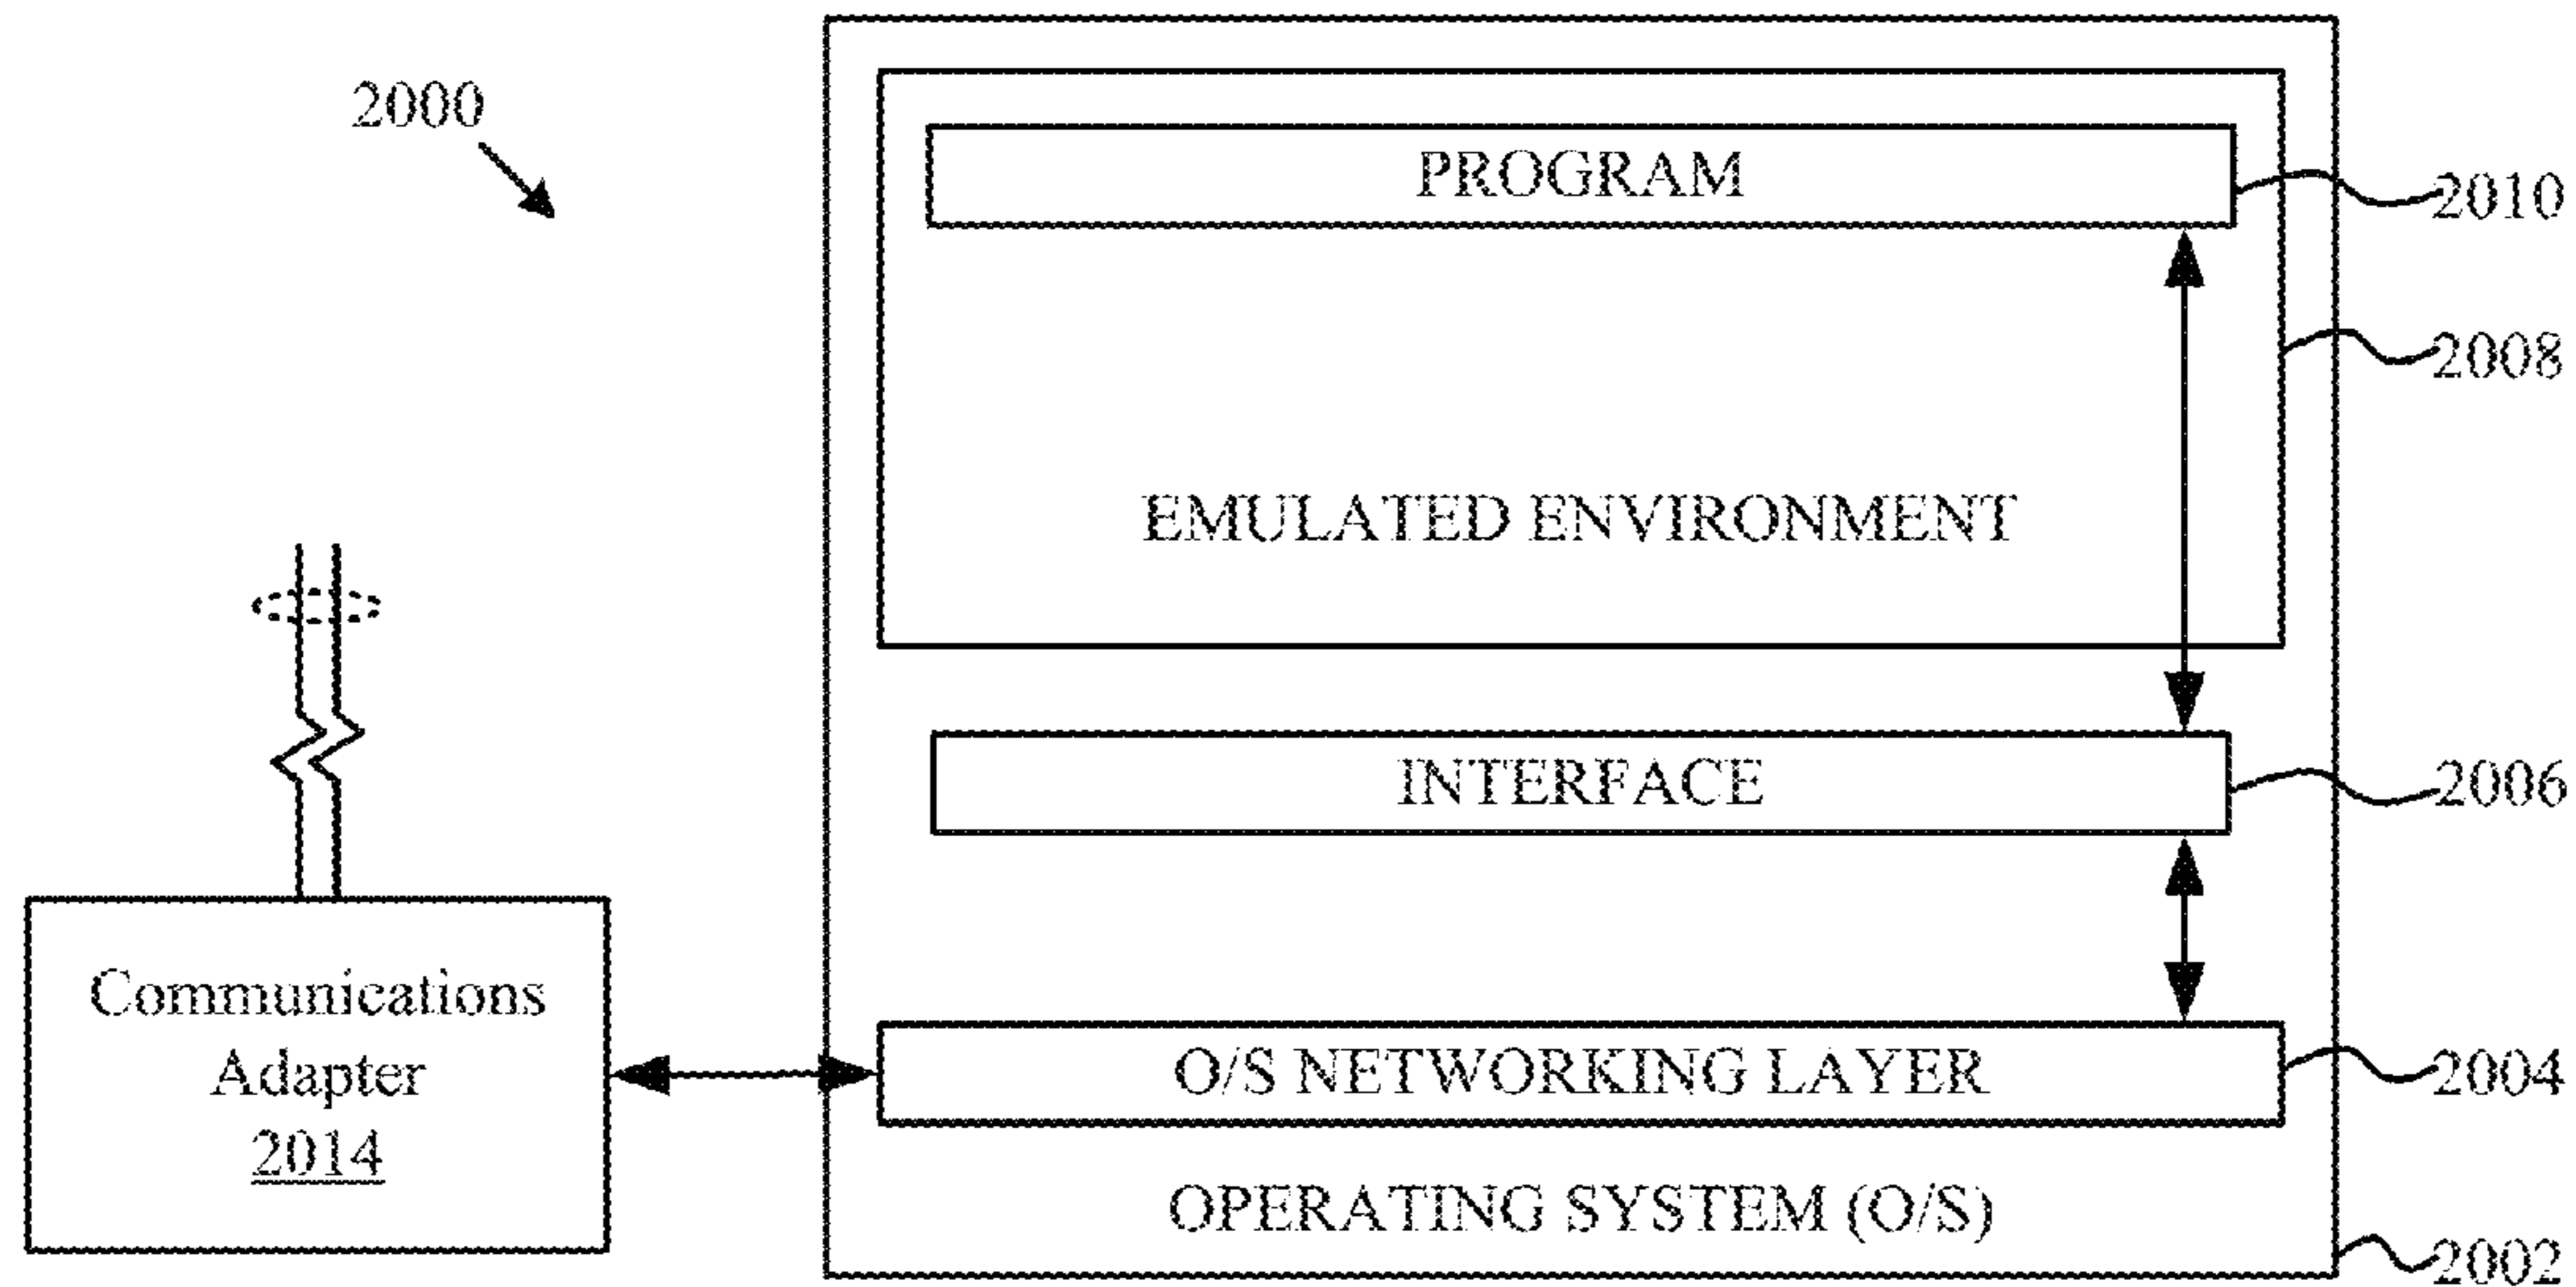 2000
PROGRAM
2010
2008
EMULATED ENVIRONMENT
INTERFACE
2006
Communications
Adapter
2014
O/S NETWORKING LAYER
2004
OPERATING SYSTEM (O/S)
2002